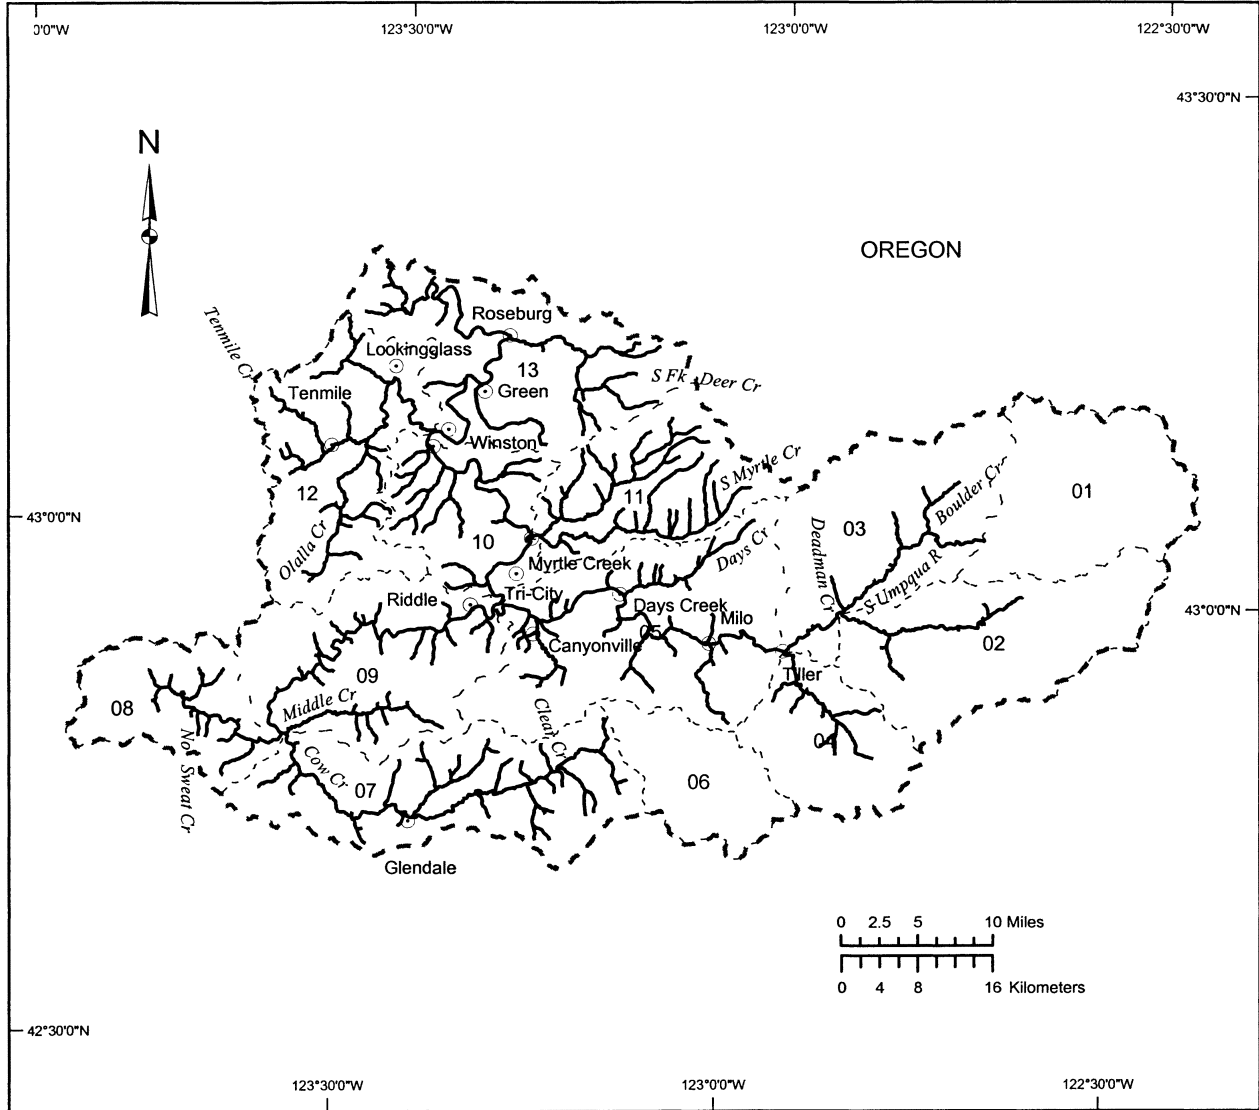 0'0"W
123°30'0"W
123°0'0"W
122°30'0"W
43°30'0"N
N
OREGON
Tenmile Cr
Roseburg
Lookingglass
13
S Fk Deer Cr
Tenmile
Green
Winston
S Myrtle Cr
12
11
Boulder Cr
01
43°0'0"N
Olalla Cr
10
Deadman Cr
03
Days Cr
Myrtle Creek
S Umpqua R
Riddle
Tri-City
Days Creek
43°0'0"N
Milo
05
Canyonville
02
Tiller
09
08
Middle Cr
Clear Cr
04
No Sweat Cr
Cow Cr
07
06
Glendale
0 2.5 5 10 Miles
0 4 8 16 Kilometers
42°30'0"N
123°30'0"W
123°0'0"W
122°30'0"W